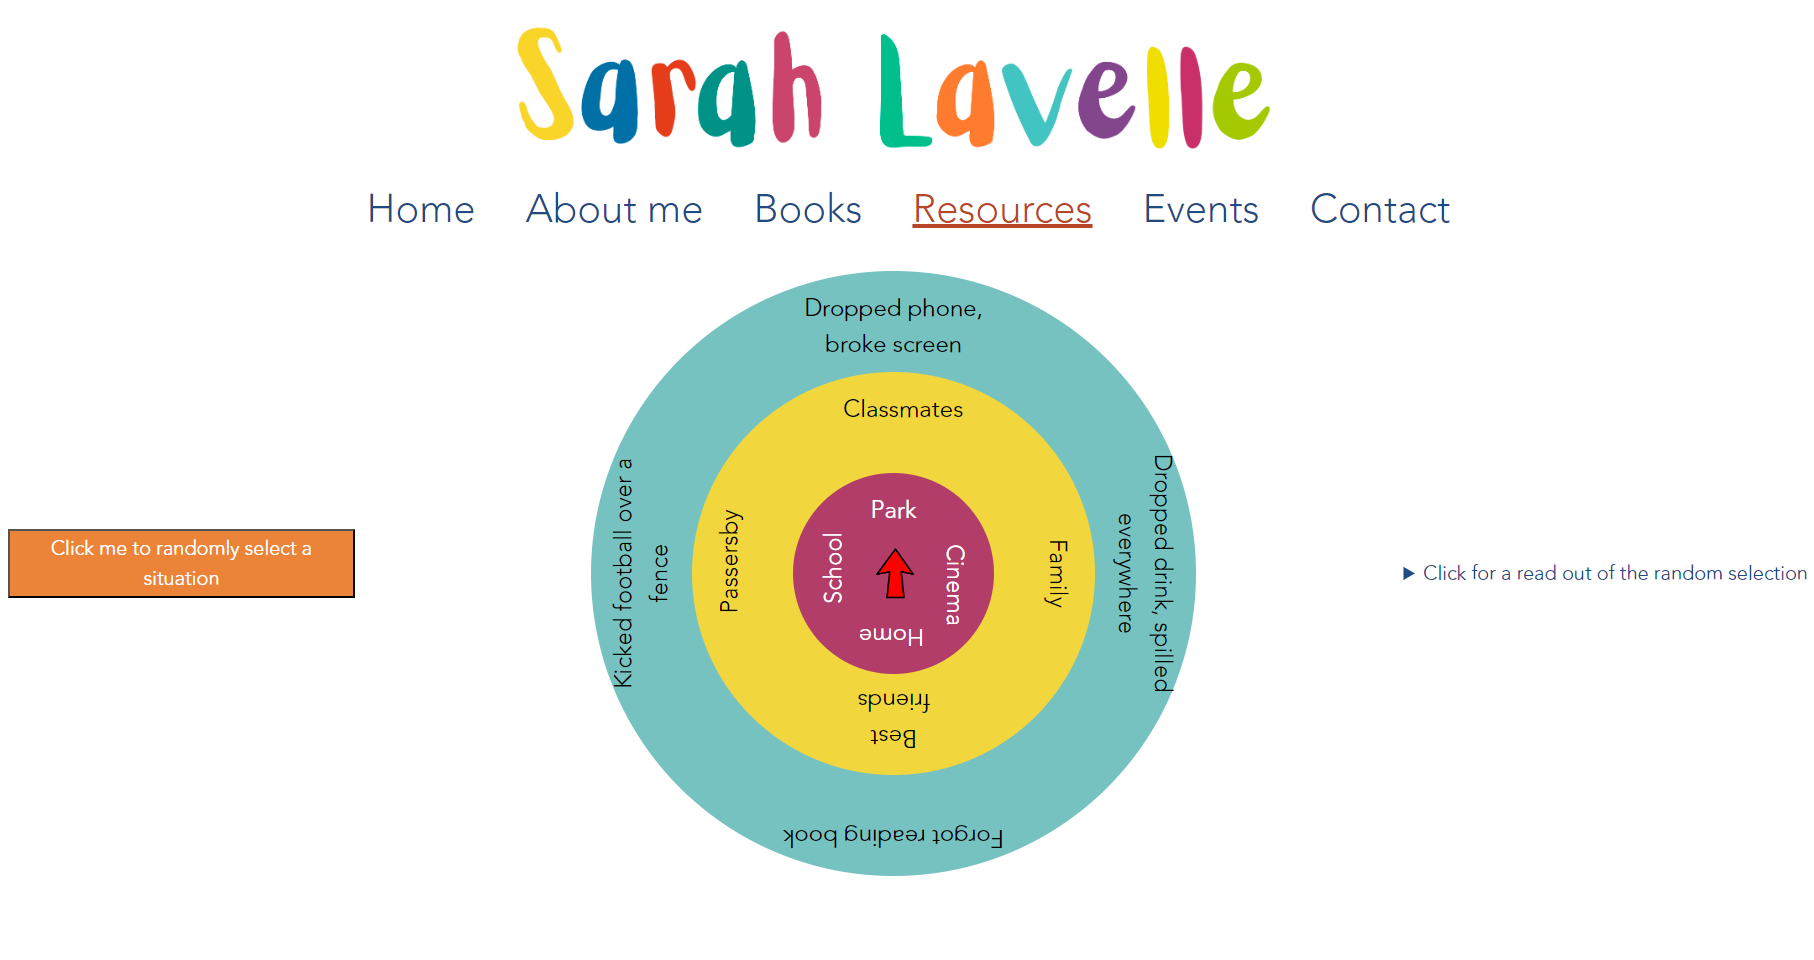 Sarah Lavelle
Home About me Books Resources Events Contact
Dropped phone,
broke screen
Classmates
Park
School
Cinema
Home
Passersby
Family
Best
friends
Kicked football over a
fence
Dropped drink, spilled
everywhere
Forgot reading book
Click me to randomly select a
situation
Click for a read out of the random selection